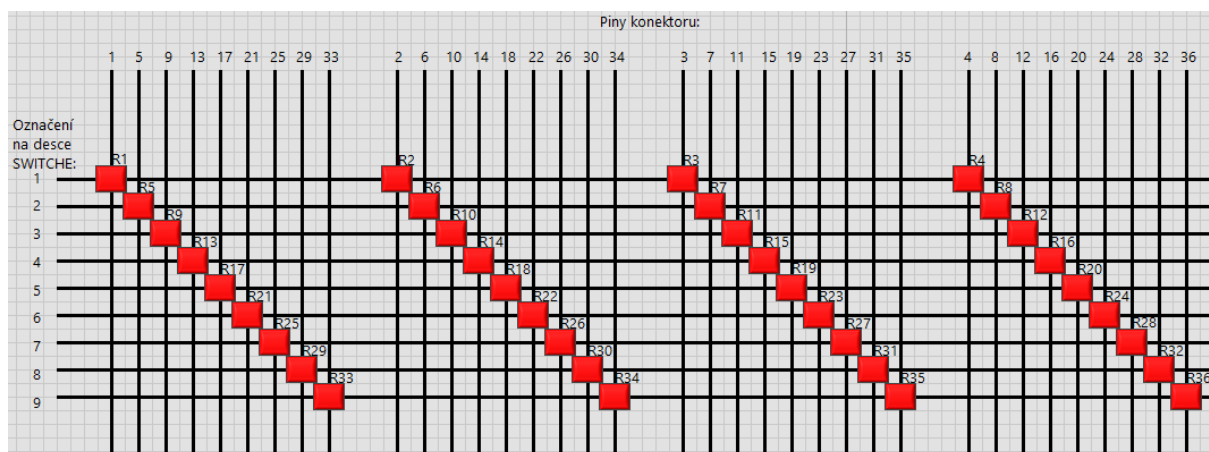 Piny konektoru:
1 5 9 13 17 21 25 29 33 2 6 10 14 18 22 26 30 34 3 7 11 15 19 23 27 31 35 4 8 12 16 20 24 28 32 36
Označení
na desce
SWITCHE:
R1 R2 R3 R4
1
R5 R6 R7 R8
2
R9 R10 R11 R12
3
R13 R14 R15 R16
4
R17 R18 R19 R20
5
R21 R22 R23 R24
6
R25 R26 R27 R28
7
R29 R30 R31 R32
8
R33 R34 R35 R36
9